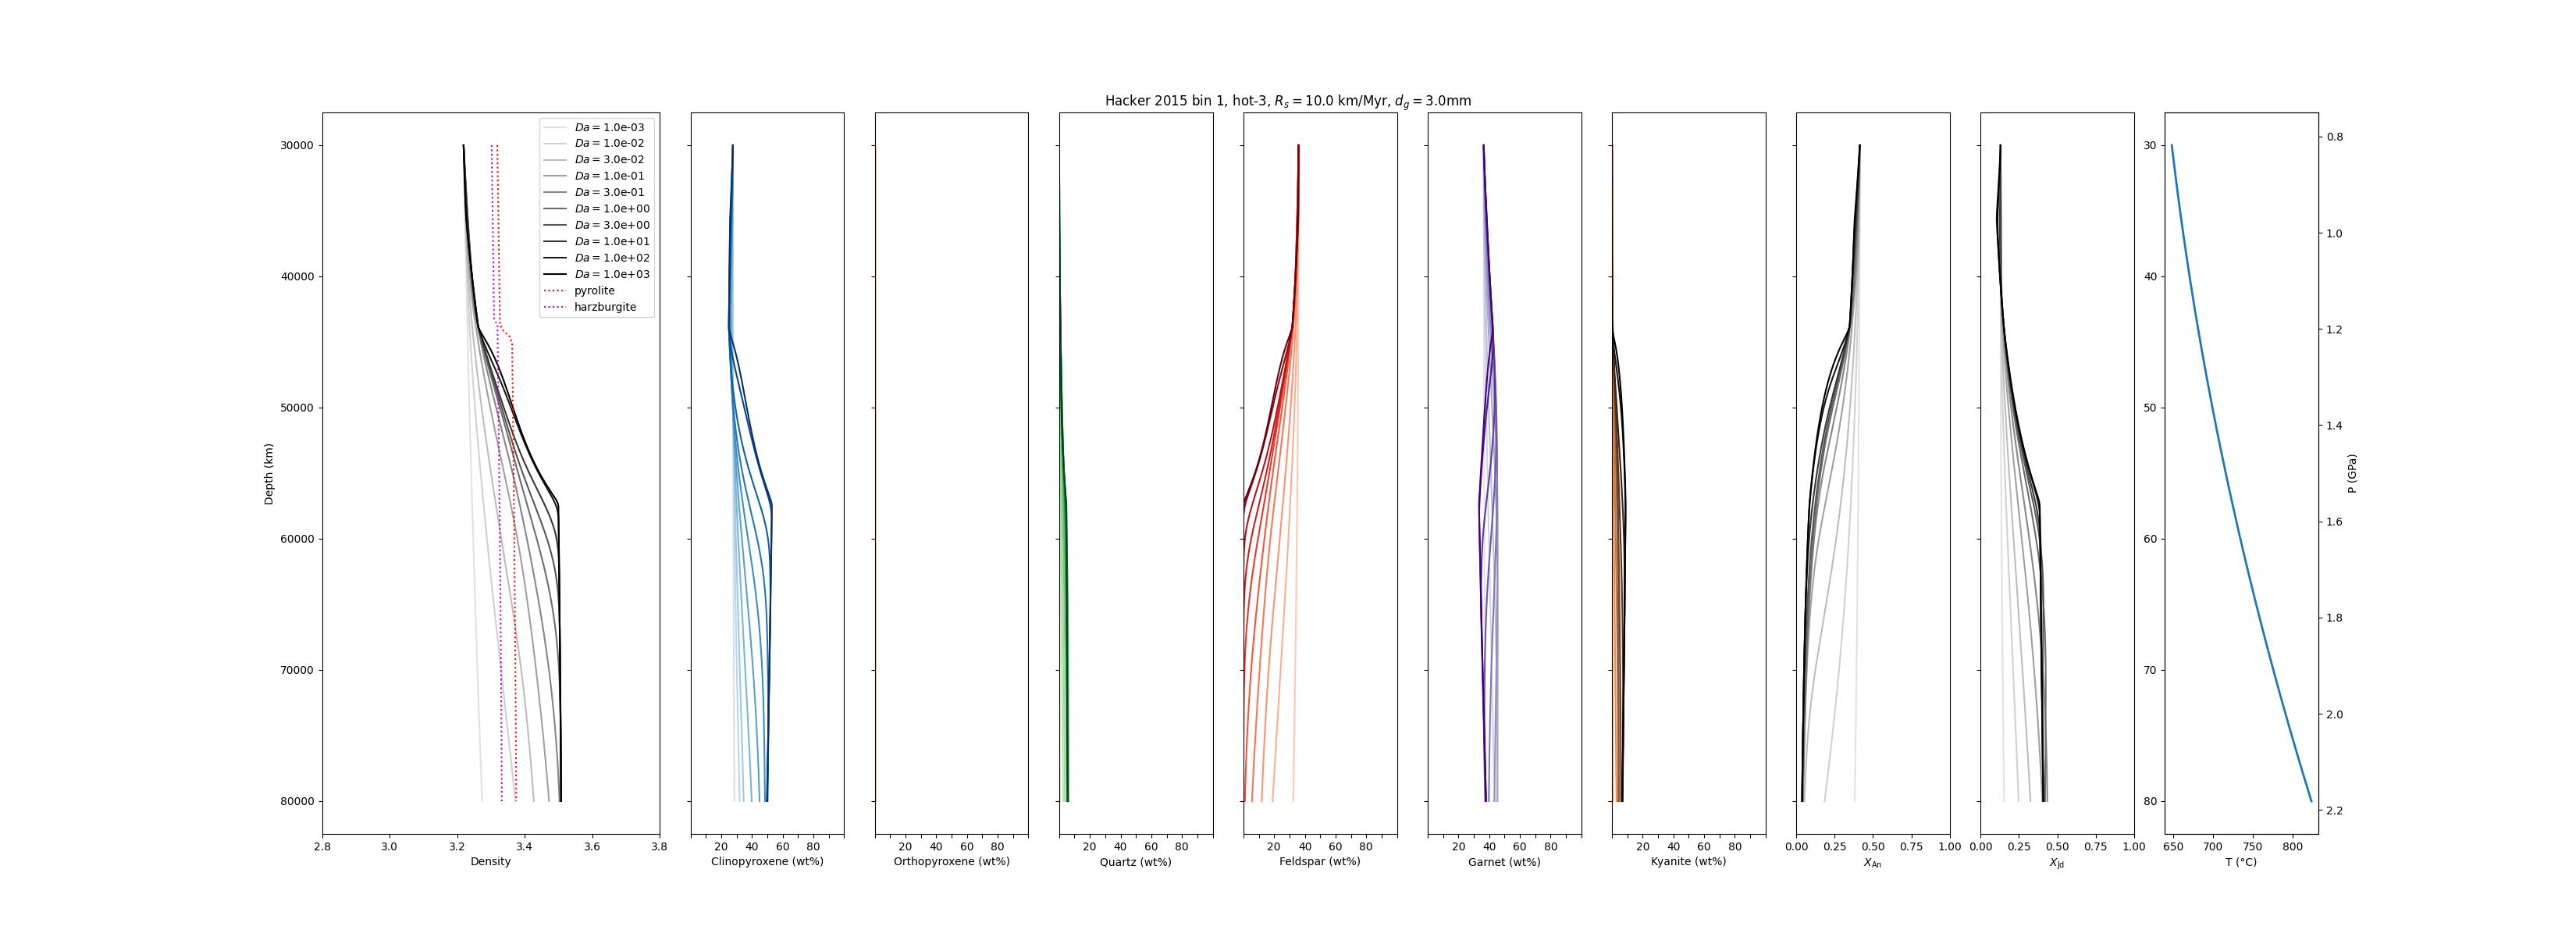 Hacker 2015 bin 1, hot-3, R_s = 10.0 km/Myr, d_g = 3.0mm
Da = 1.0e-03
Da = 1.0e-02
Da = 3.0e-02
Da = 1.0e-01
Da = 3.0e-01
Da = 1.0e+00
Da = 3.0e+00
Da = 1.0e+01
Da = 1.0e+02
Da = 1.0e+03
pyrolite
harzburgite
Depth (km)
30000
40000
50000
60000
70000
80000
2.8 3.0 3.2 3.4 3.6 3.8
Density
20 40 60 80
Clinopyroxene (wt%)
20 40 60 80
Orthopyroxene (wt%)
20 40 60 80
Quartz (wt%)
20 40 60 80
Feldspar (wt%)
20 40 60 80
Garnet (wt%)
20 40 60 80
Kyanite (wt%)
0.00 0.25 0.50 0.75 1.00
X_An
0.00 0.25 0.50 0.75 1.00
X_Jd
30
40
50
60
70
80
650 700 750 800
T (°C)
0.8
1.0
1.2
1.4
1.6
1.8
2.0
2.2
P (GPa)